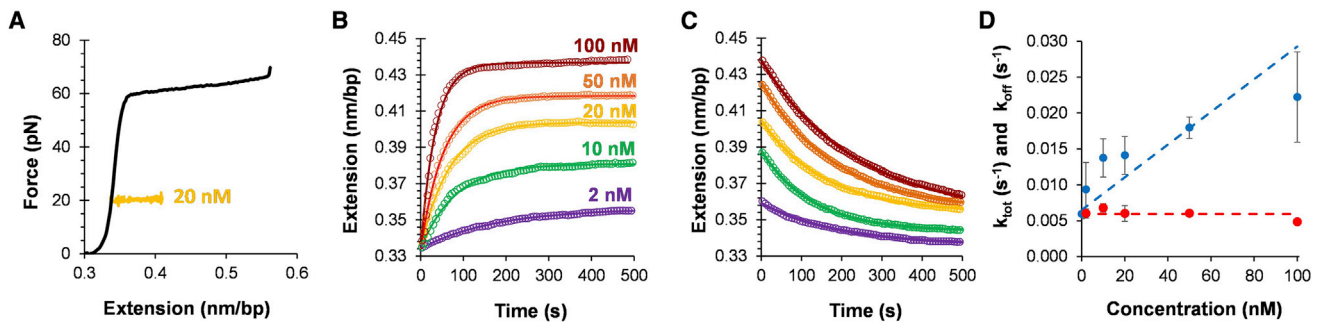 A
Force (pN)
80
60
40
20
0
20 nM
0.3
0.4
0.5
0.6
Extension (nm/bp)
B
Extension (nm/bp)
0.45
0.43
0.41
0.39
0.37
0.35
0.33
100 nM
50 nM
20 nM
10 nM
2 nM
0
100
200
300
400
500
Time (s)
C
Extension (nm/bp)
0.45
0.43
0.41
0.39
0.37
0.35
0.33
0
100
200
300
400
500
Time (s)
D
k_tot (s⁻¹) and k_off (s⁻¹)
0.030
0.025
0.020
0.015
0.010
0.005
0.000
0
20
40
60
80
100
Concentration (nM)